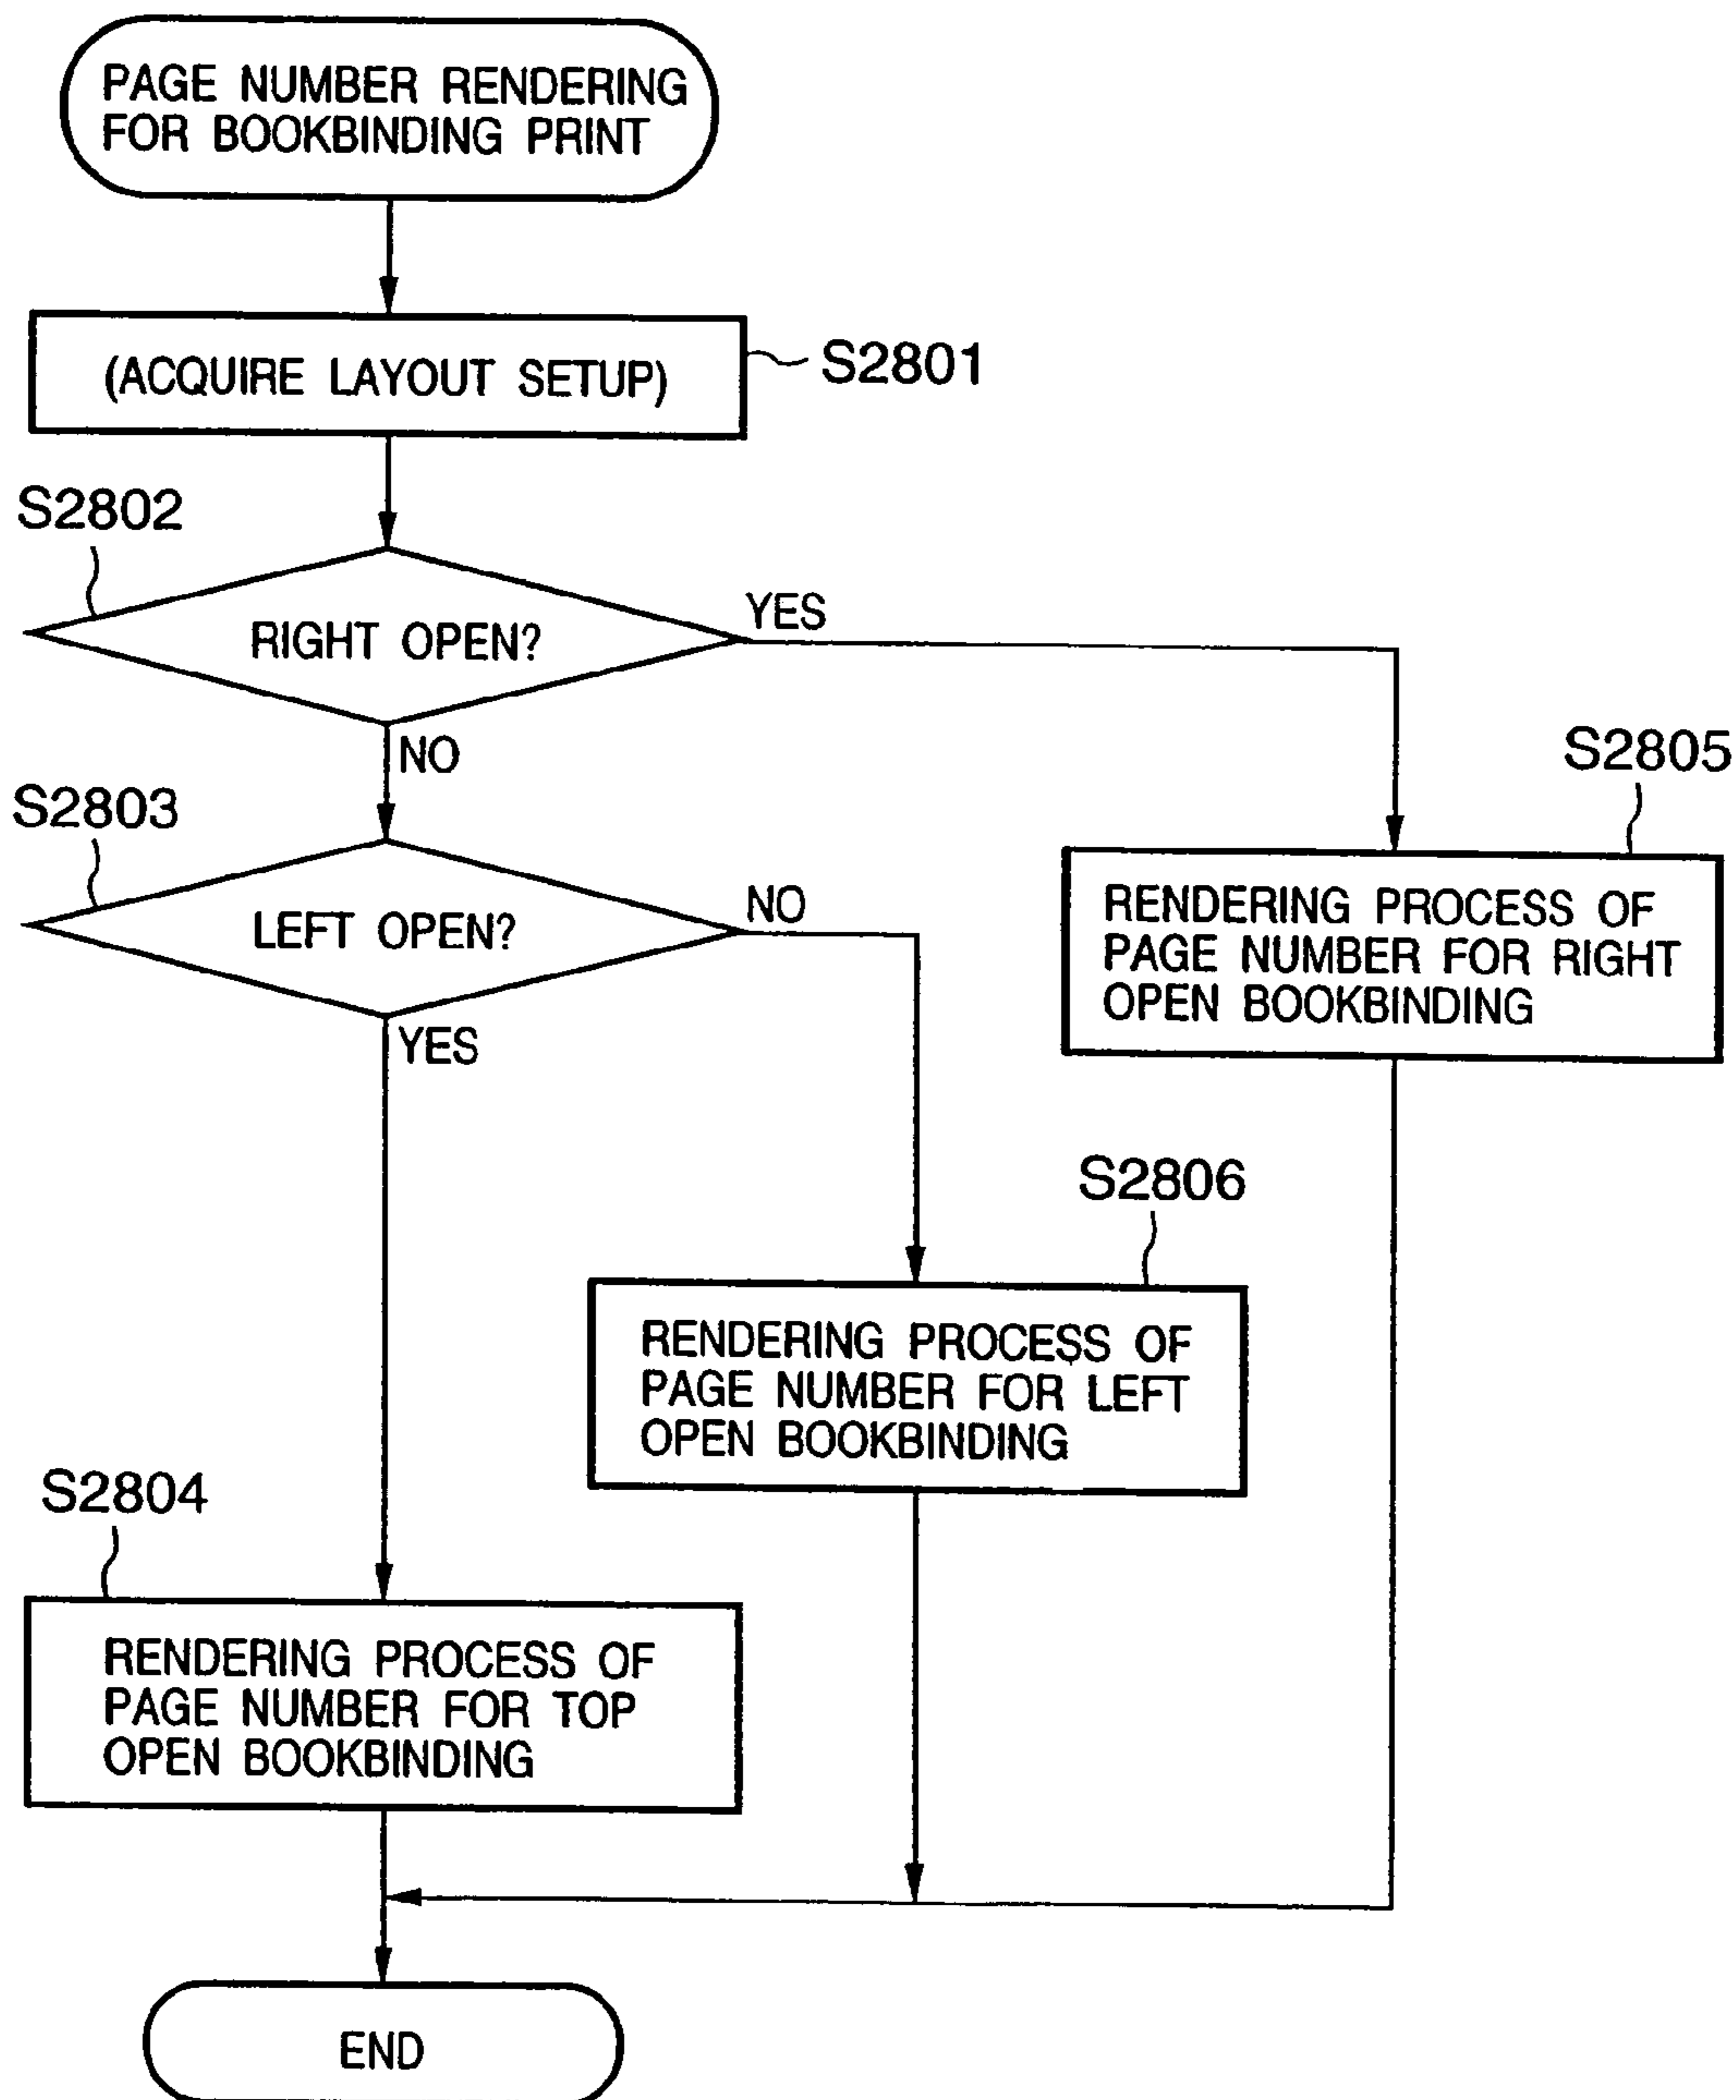 PAGE NUMBER RENDERING
FOR BOOKBINDING PRINT
(ACQUIRE LAYOUT SETUP)
S2801
S2802
RIGHT OPEN?
YES
NO
S2803
LEFT OPEN?
NO
YES
S2805
RENDERING PROCESS OF
PAGE NUMBER FOR RIGHT
OPEN BOOKBINDING
S2806
RENDERING PROCESS OF
PAGE NUMBER FOR LEFT
OPEN BOOKBINDING
S2804
RENDERING PROCESS OF
PAGE NUMBER FOR TOP
OPEN BOOKBINDING
END